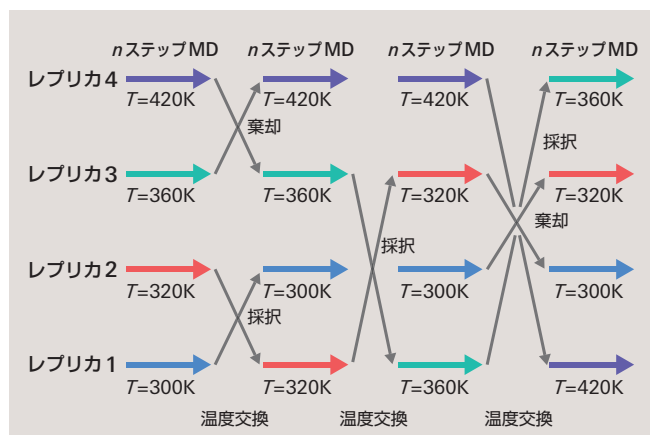 nステップMD nステップMD nステップMD nステップMD
レプリカ4
T=420K T=420K T=420K T=360K
棄却 採択
レプリカ3
T=360K T=360K T=320K T=320K
採択 棄却
レプリカ2
T=320K T=300K T=300K T=300K
採択
レプリカ1
T=300K T=320K T=360K T=420K
温度交換 温度交換 温度交換